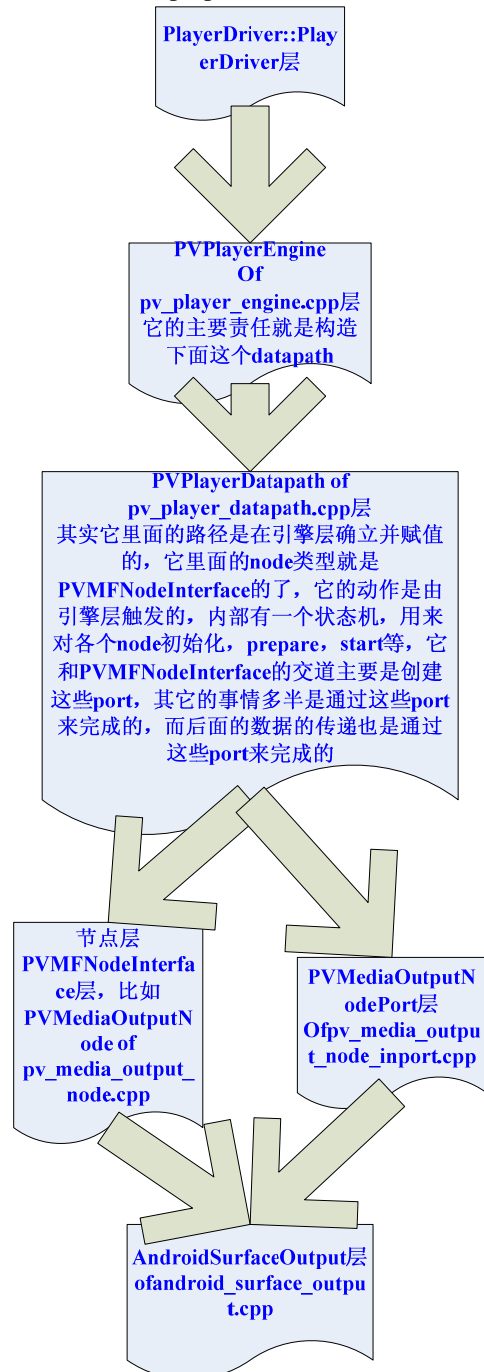 PlayerDriver::Play
erDriver层
PVPlayerEngine
Of
pv_player_engine.cpp层
它的主要责任就是构造
下面这个datapath
PVPlayerDatapath of
pv_player_datapath.cpp层
其实它里面的路径是在引擎层确立并赋值
的，它里面的node类型就是
PVMFNodeInterface的了，它的动作是由
引擎层触发的，内部有一个状态机，用来
对各个node初始化，prepare，start等，它
和PVMFNodeInterface的交道主要是创建
这些port，其它的事情多半是通过这些port
来完成的，而后面的数据的传递也是通过
这些port来完成的
节点层
PVMFNodeInterfa
ce层，比如
PVMediaOutputN
ode of
pv_media_output_
node.cpp
PVMediaOutputN
odePort层
Ofpv_media_outpu
t_node_inport.cpp
AndroidSurfaceOutput层
ofandroid_surface_outpu
t.cpp